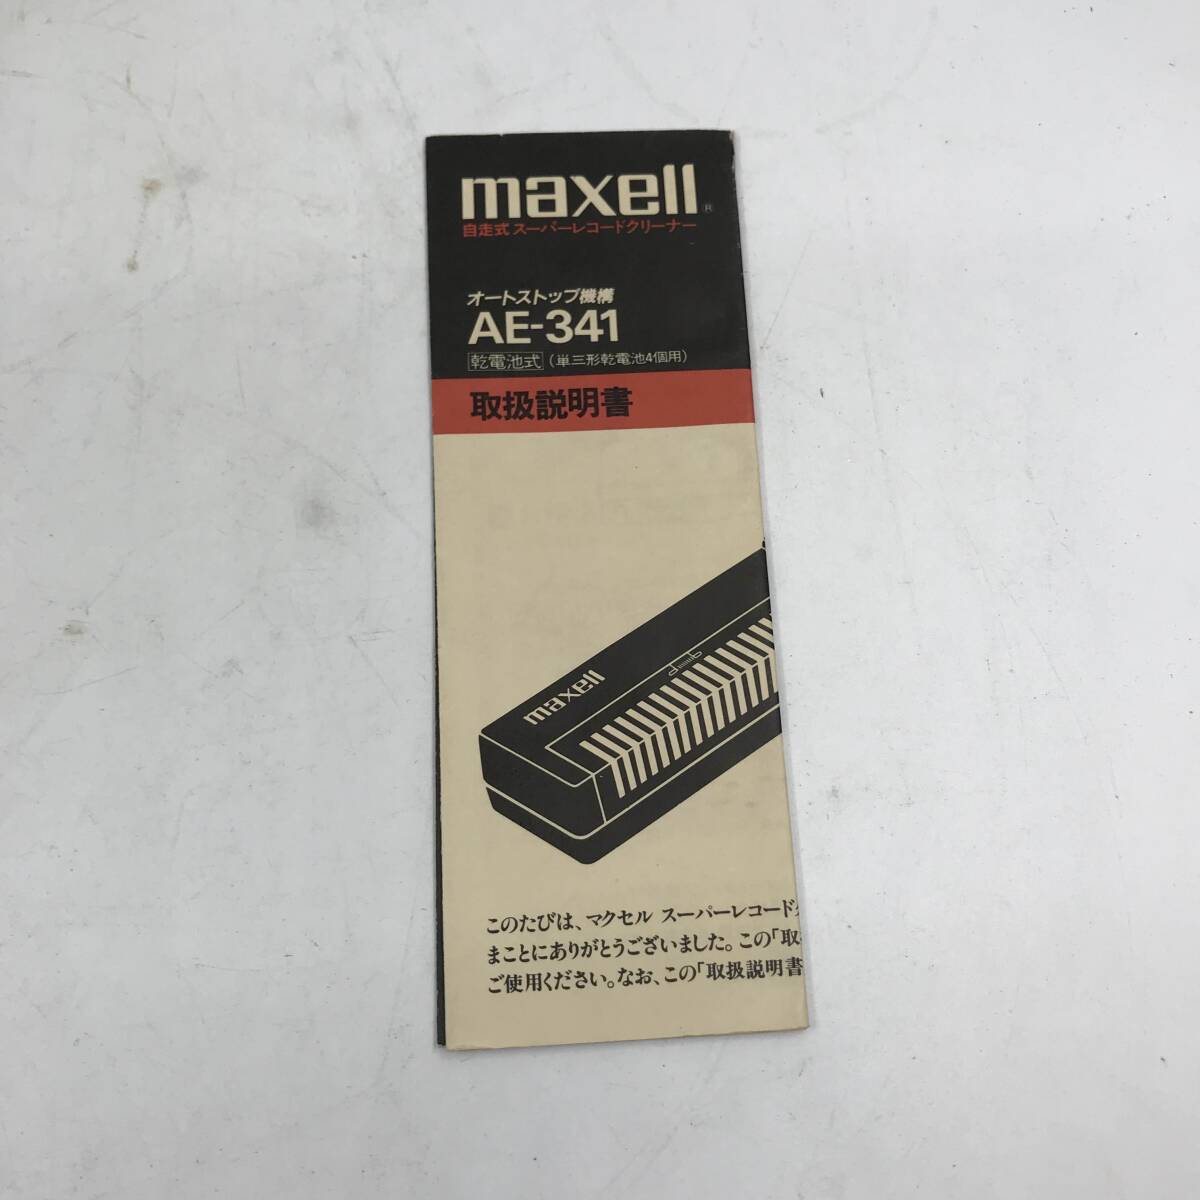 maxell®
自走式スーパーレコードクリーナー
オートストップ機構
AE-341
乾電池式（単三形乾電池4個用）
取扱説明書
maxell
このたびは、マクセル スーパーレコード
まことにありがとうございました。この「取
ご使用ください。なお、この「取扱説明書